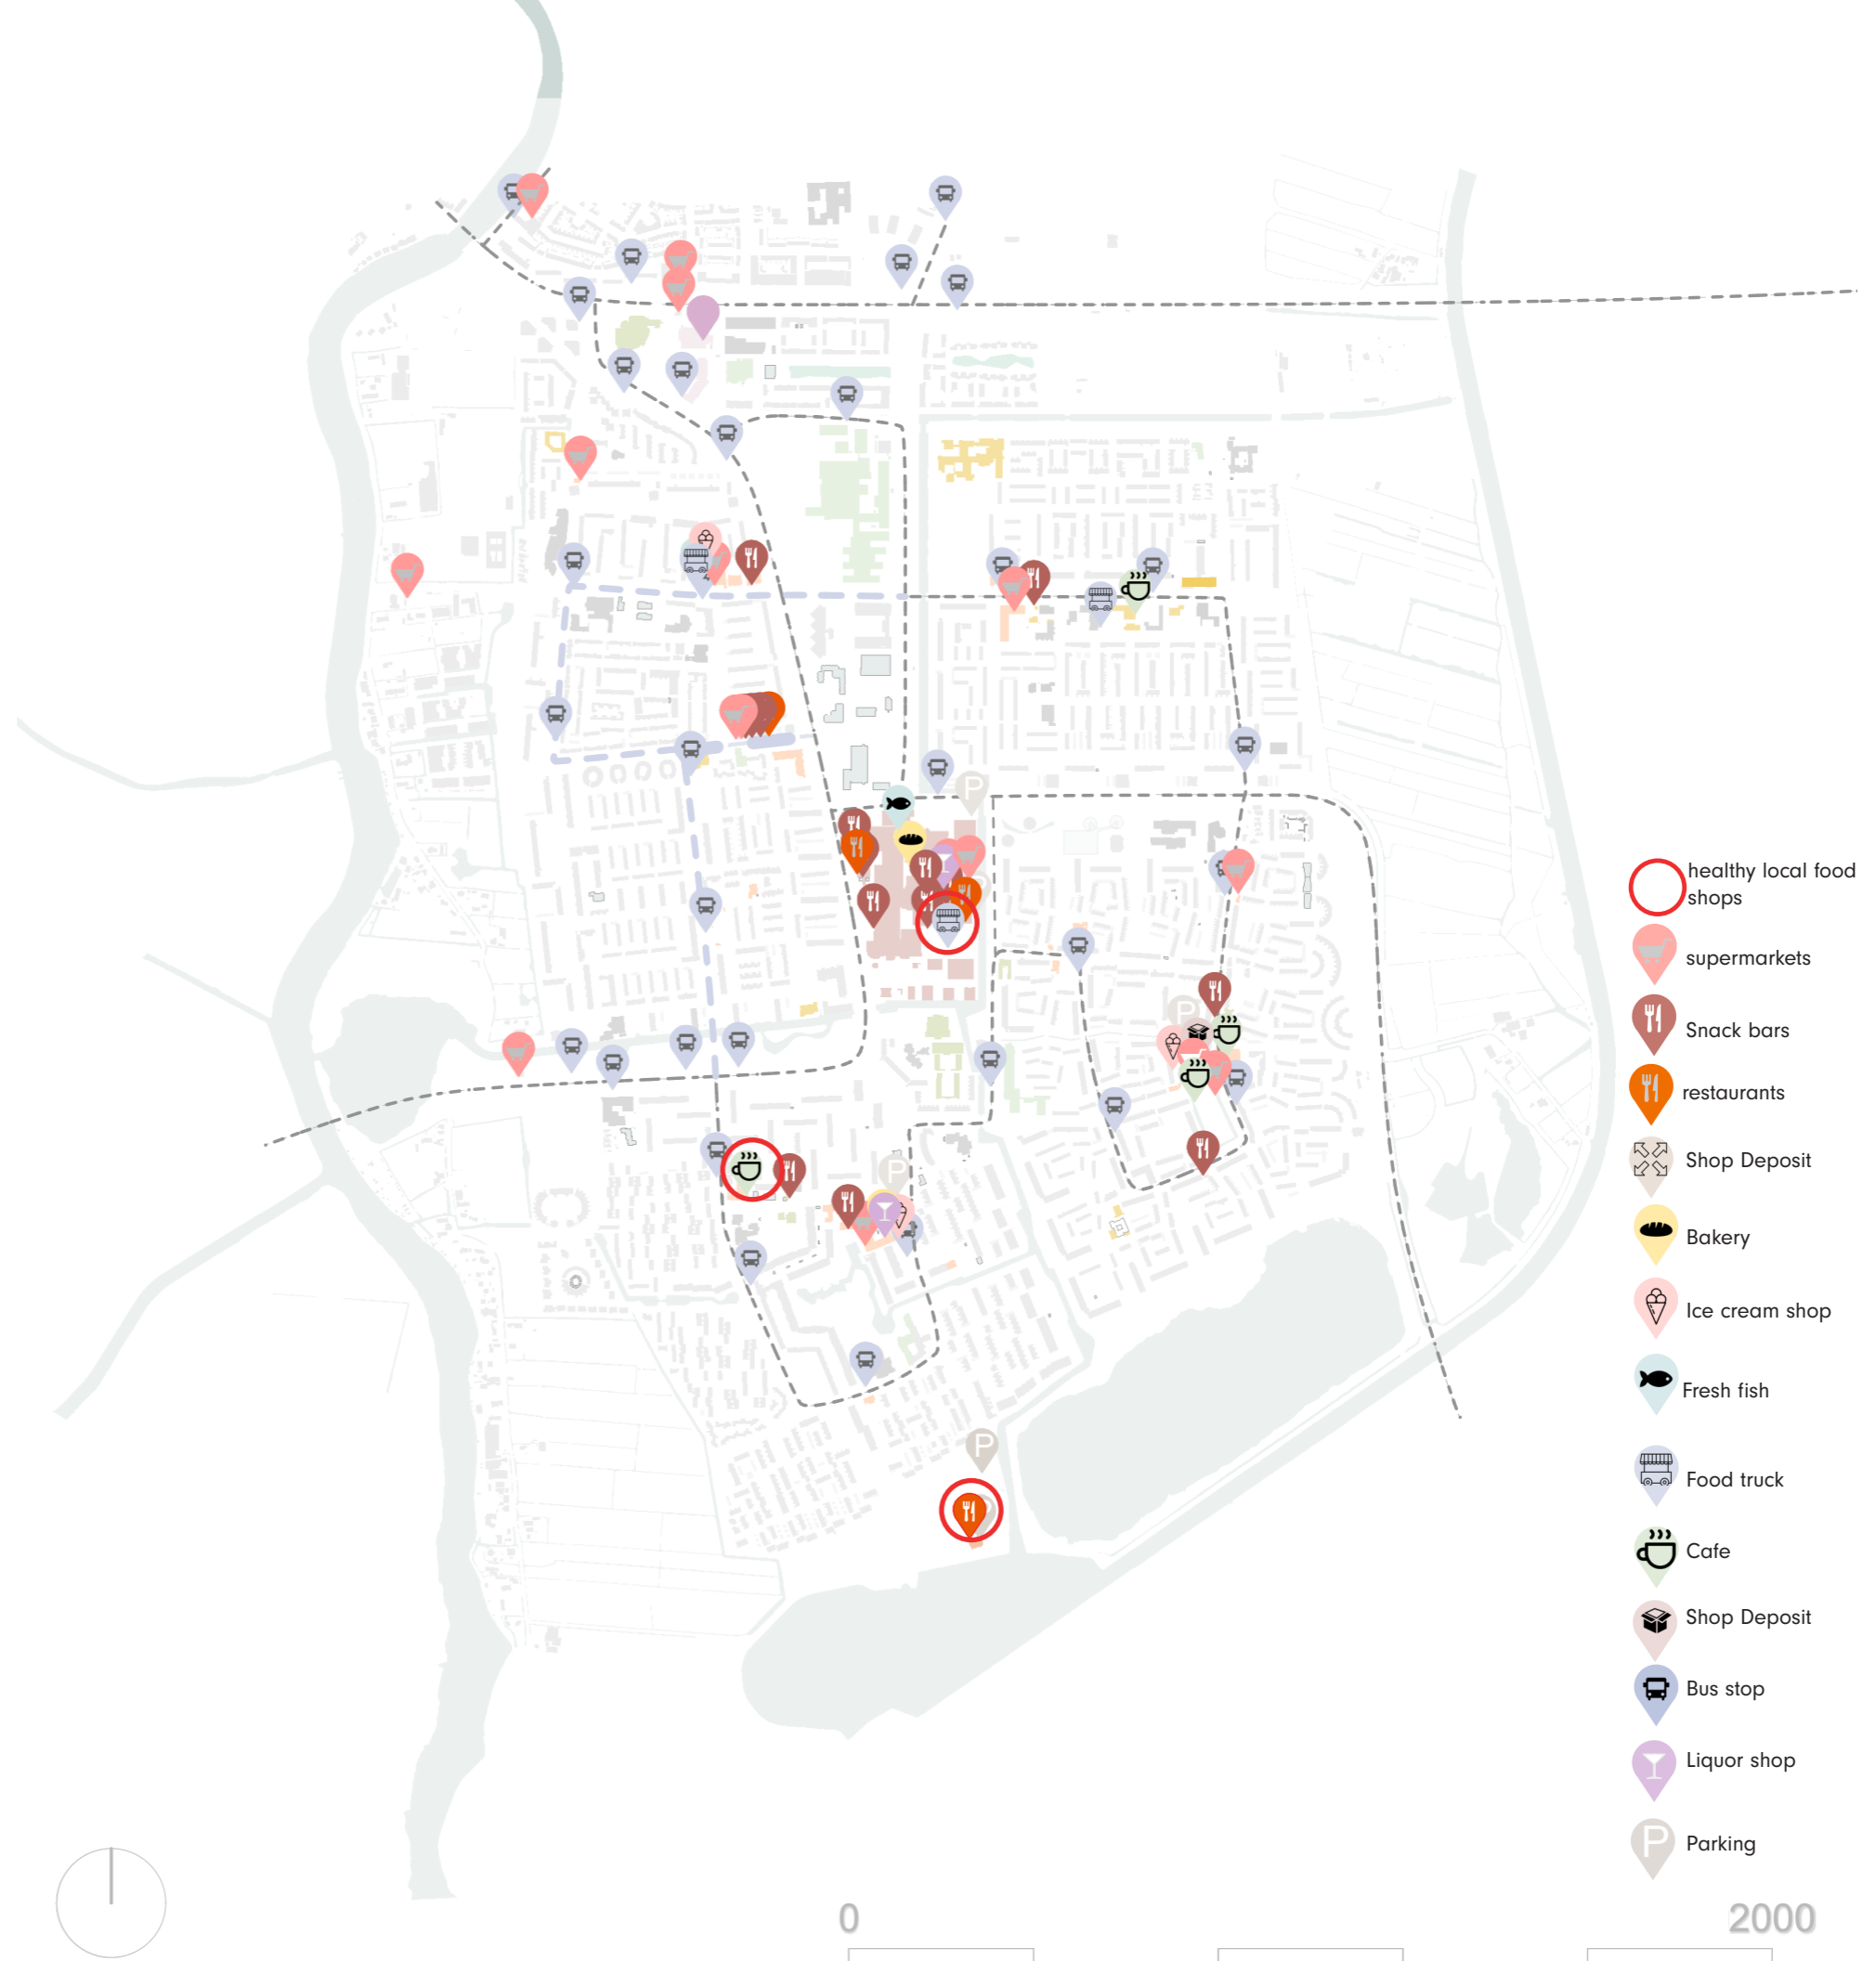 healthy local food
shops
supermarkets
Snack bars
restaurants
Shop Deposit
Bakery
Ice cream shop
Fresh fish
Food truck
Cafe
Shop Deposit
Bus stop
Liquor shop
P Parking
P
P
P
P
P
0 2000